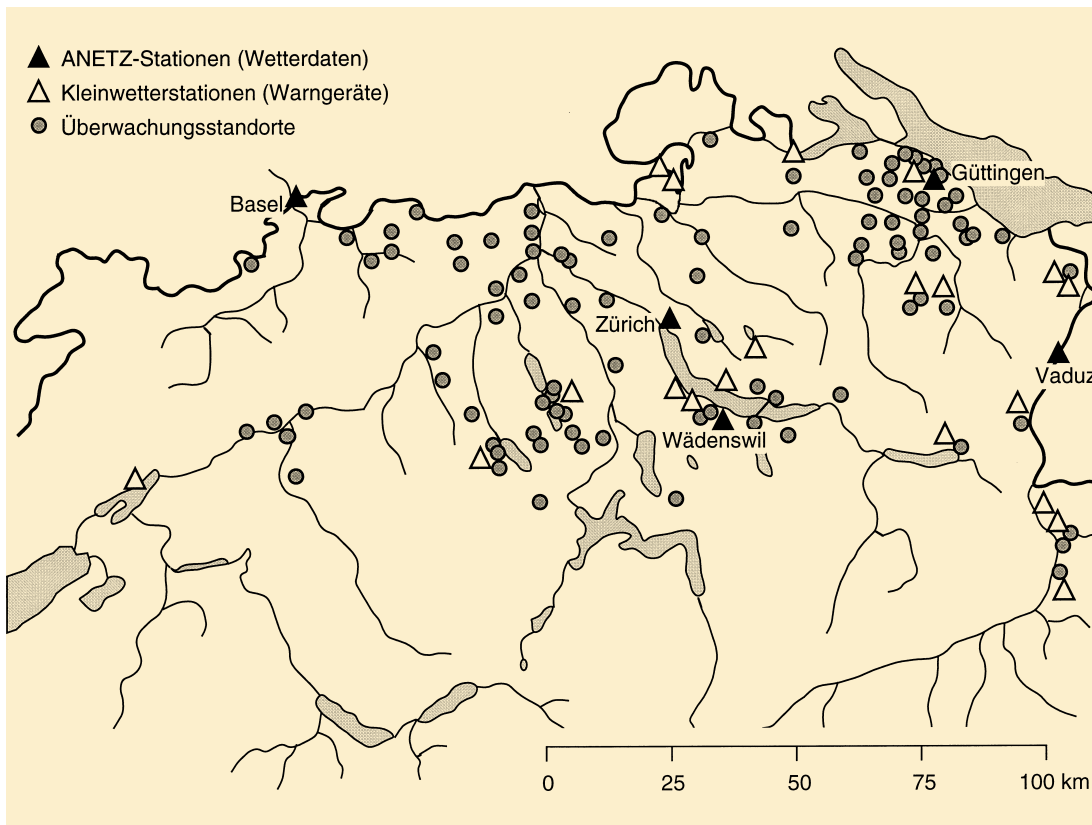 ANETZ-Stationen (Wetterdaten)
Kleinwetterstationen (Warngeräte)
Überwachungsstandorte
Güttingen
Basel
Zürich
Vaduz
Wädenswil
0 25 50 75 100 km